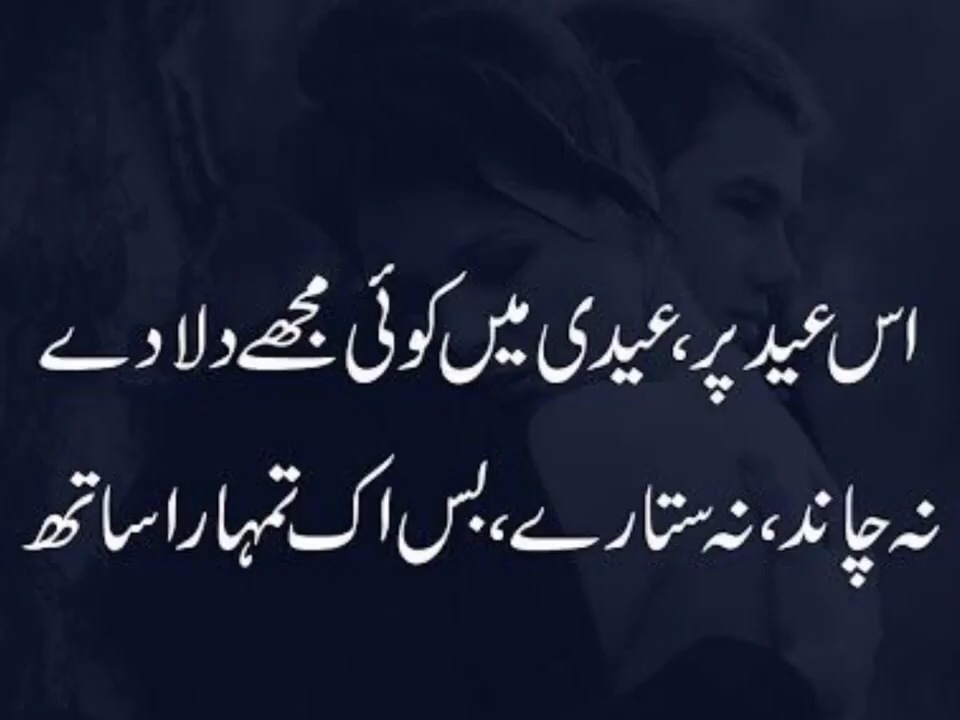 اس عید پر، عیدی میں کوئی مجھے دلا دے
نہ چاند، نہ ستارے، بس اک تمہارا ساتھ